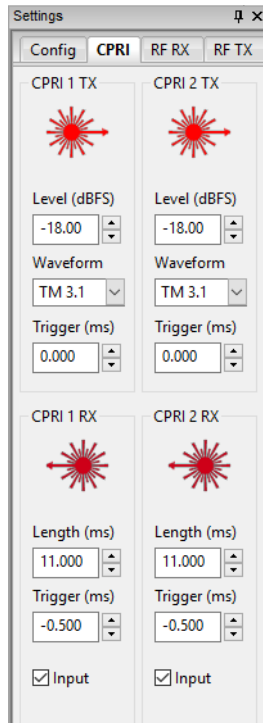 Settings
Config CPRI RF RX RF TX
CPRI 1 TX CPRI 2 TX
Level (dBFS) Level (dBFS)
-18.00 -18.00
Waveform Waveform
TM 3.1 TM 3.1
Trigger (ms) Trigger (ms)
0.000 0.000
CPRI 1 RX CPRI 2 RX
Length (ms) Length (ms)
11.000 11.000
Trigger (ms) Trigger (ms)
-0.500 -0.500
Input Input